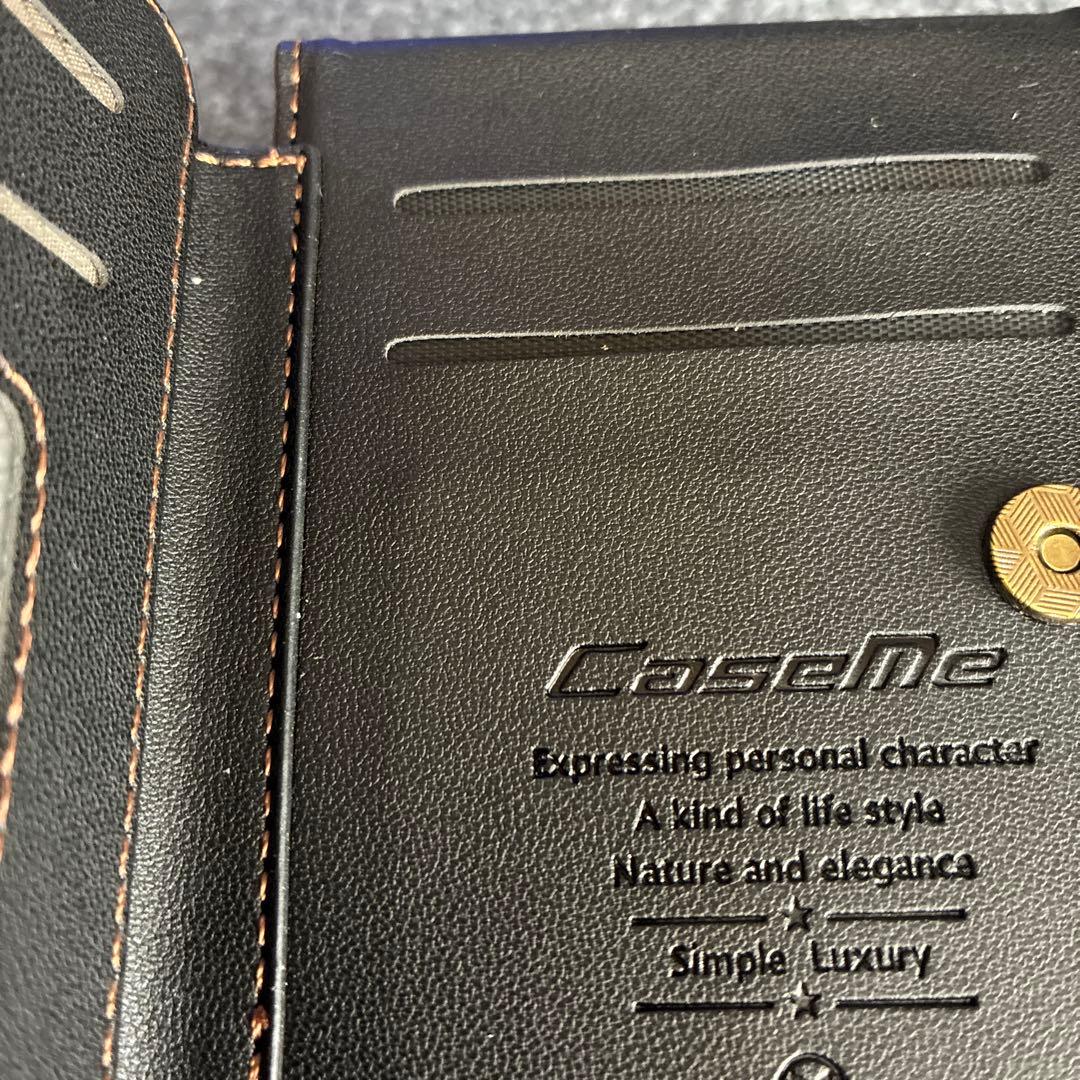 CaseMe
Expressing personal character
A kind of life style
Nature and elegance
Simple Luxury